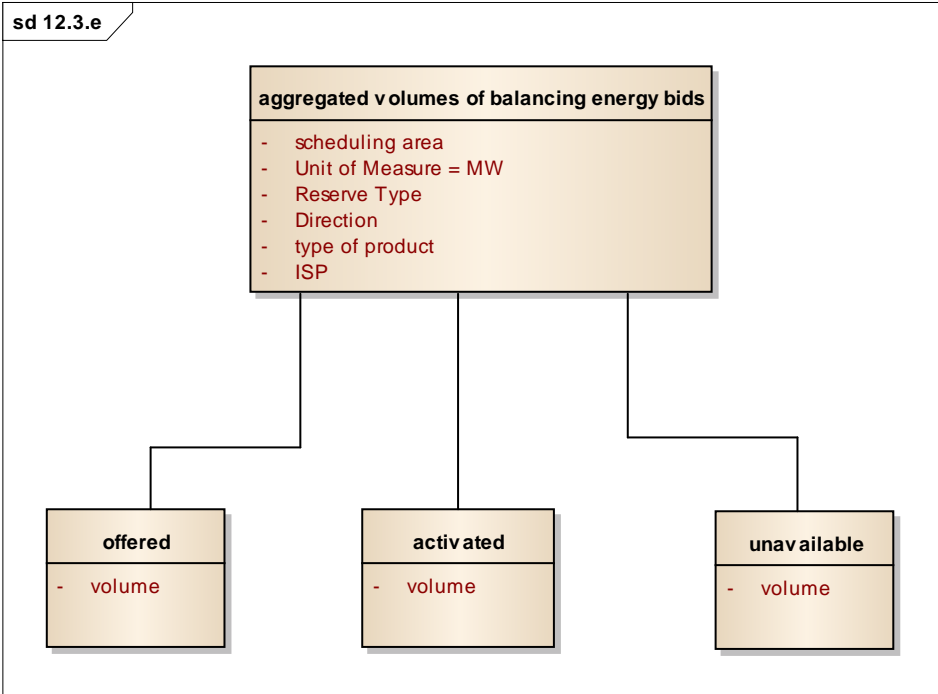 sd 12.3.e
aggregated volumes of balancing energy bids
- scheduling area
- Unit of Measure = MW
- Reserve Type
- Direction
- type of product
- ISP
offered
- volume
activated
- volume
unavailable
- volume